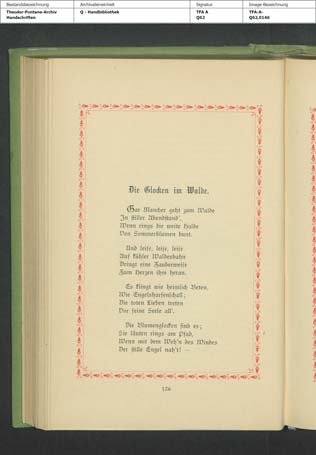 Bestandsbezeichnung Archivalieneinheit Signatur Image-Bezeichnung
Theodor-Fontane-Archiv Q - Handbibliothek TFA A TFA-A-
Handschriften Q62 Q62,0146
Die Glocken im Walde.
Gar Mancher geht zum Walde
In stiller Abendstund',
Wenn rings die weite Halde
Von Sommerblumen bunt.
Und leise, leise, leise
Auf kühler Waldesbahn
Dringt eine Zauberweise
Zum Herzen ihm heran.
Es klingt wie heimlich Beten,
Wie Engelsharfenschall;
Die toten Lieben treten
Vor seine Seele all'.
Die Blumenglocken sind es;
Sie läuten rings am Pfad,
Wenn mit dem Weh'n des Windes
Der stille Engel nah't! —
126